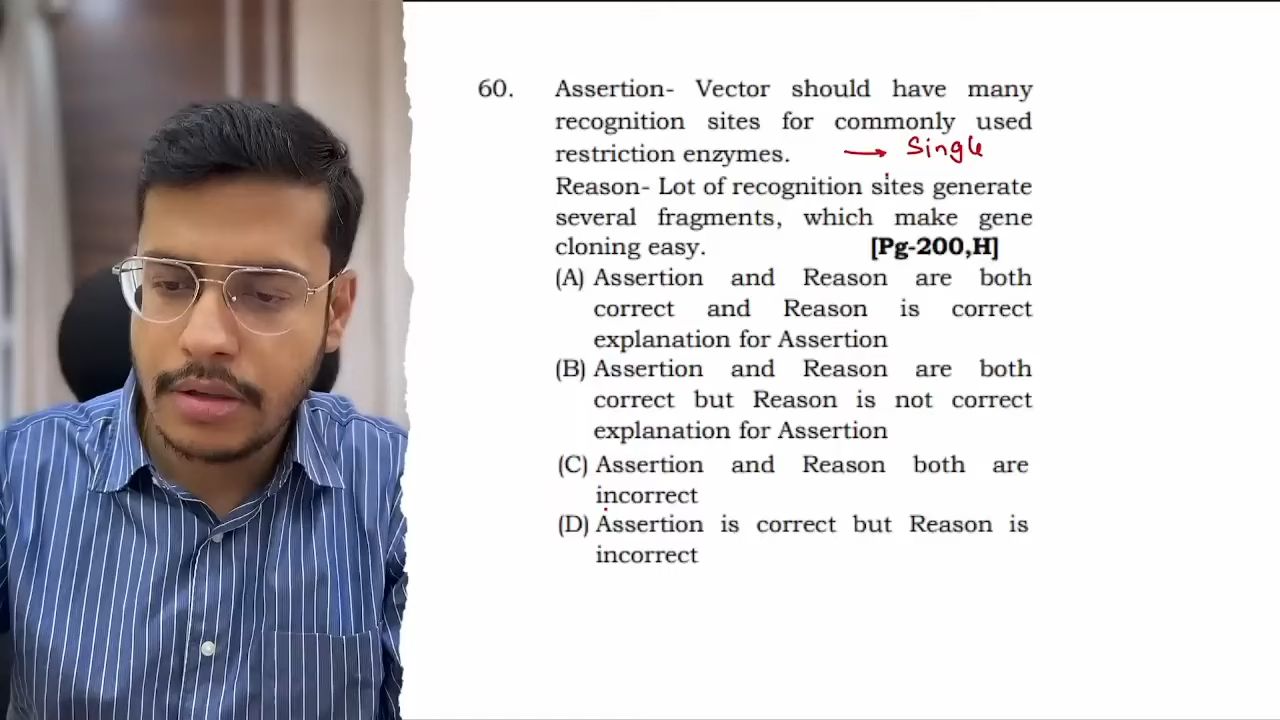 60. Assertion- Vector should have many
recognition sites for commonly used
restriction enzymes. → Single
Reason- Lot of recognition sites generate
several fragments, which make gene
cloning easy. [Pg-200,H]
(A) Assertion and Reason are both
correct and Reason is correct
explanation for Assertion
(B) Assertion and Reason are both
correct but Reason is not correct
explanation for Assertion
(C) Assertion and Reason both are
incorrect
(D) Assertion is correct but Reason is
incorrect